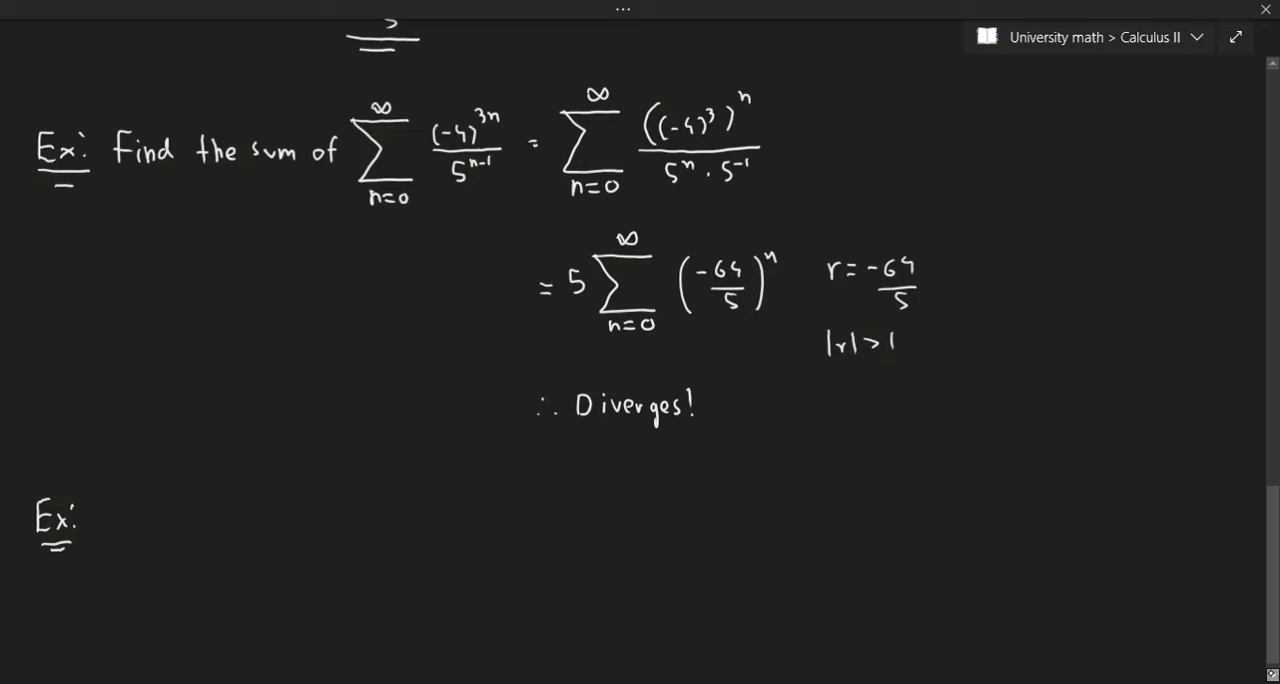 University math > Calculus II
Ex: Find the sum of ∑_{n=0}^{∞} (-4)^{3n} / 5^{n-1} = ∑_{n=0}^{∞} ((-4)^3)^n / 5^n · 5^{-1}
= 5 ∑_{n=0}^{∞} (-64/5)^n r = -64/5
|r| > 1
∴ Diverges!
Ex: